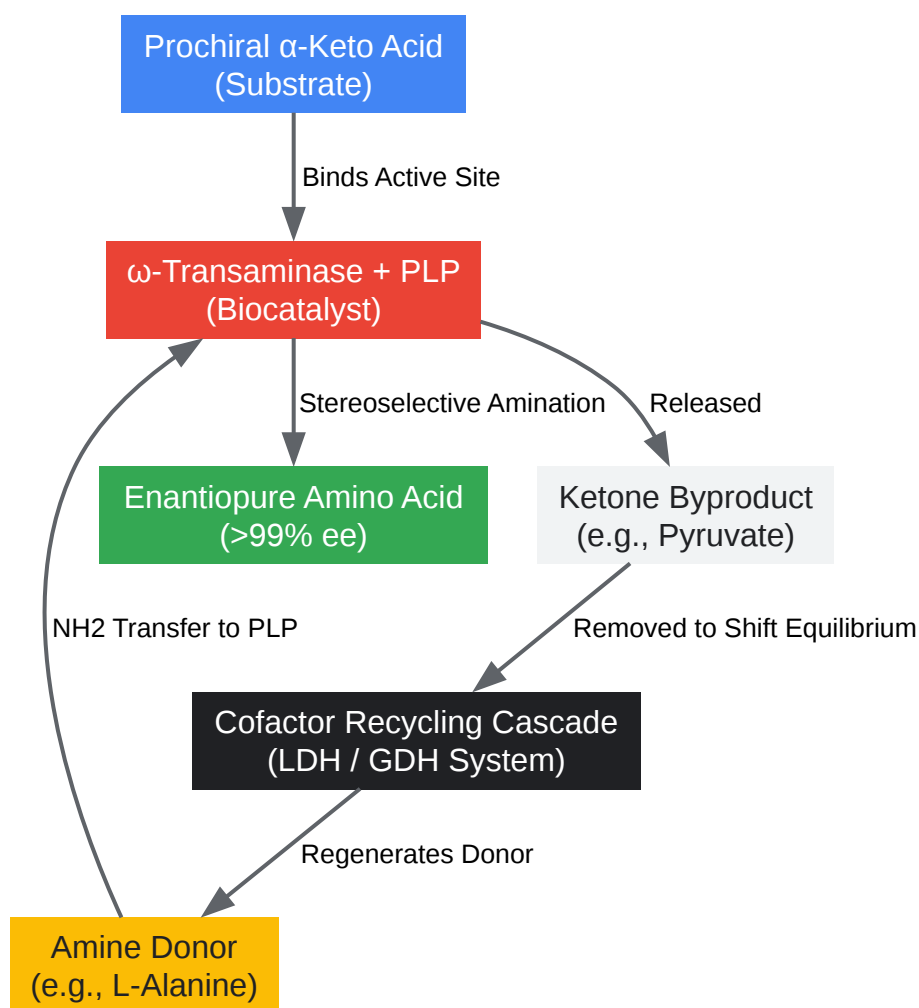 Prochiral α-Keto Acid
(Substrate)
Binds Active Site
ω-Transaminase + PLP
(Biocatalyst)
Stereoselective Amination
Released
Enantiopure Amino Acid
(>99% ee)
Ketone Byproduct
(e.g., Pyruvate)
NH2 Transfer to PLP
Removed to Shift Equilibrium
Cofactor Recycling Cascade
(LDH / GDH System)
Regenerates Donor
Amine Donor
(e.g., L-Alanine)